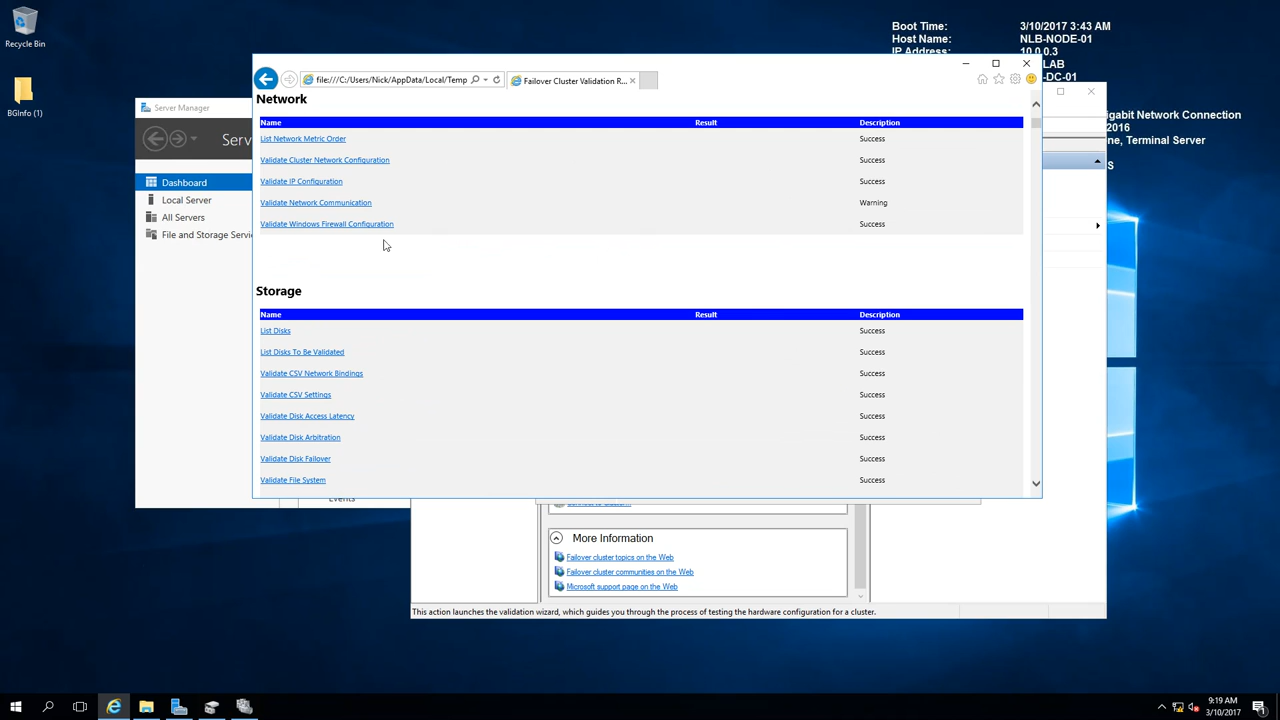 Recycle Bin
BGInfo (1)
Boot Time: 3/10/2017 3:43 AM
Host Name: NLB-NODE-01
IP Address: 10.0.0.3
LAB
-DC-01
igabit Network Connection
2016
ne, Terminal Server
S
Server Manager
Serv
Dashboard
Local Server
All Servers
File and Storage Servi
Events
file:///C:/Users/Nick/AppData/Local/Temp
Failover Cluster Validation R...
Network
Name Result Description
List Network Metric Order Success
Validate Cluster Network Configuration Success
Validate IP Configuration Success
Validate Network Communication Warning
Validate Windows Firewall Configuration Success
Storage
Name Result Description
List Disks Success
List Disks To Be Validated Success
Validate CSV Network Bindings Success
Validate CSV Settings Success
Validate Disk Access Latency Success
Validate Disk Arbitration Success
Validate Disk Failover Success
Validate File System Success
More Information
Failover cluster topics on the Web
Failover cluster communities on the Web
Microsoft support page on the Web
This action launches the validation wizard, which guides you through the process of testing the hardware configuration for a cluster.
9:19 AM
3/10/2017
1